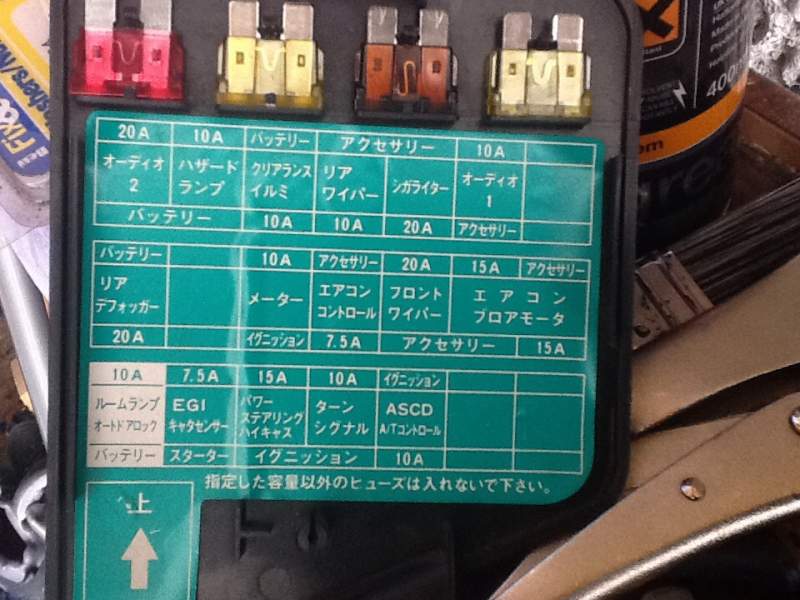 20A 10A バッテリー アクセサリー 10A
オーディオ ハザード クリアランス リア シガライター オーディオ
2 ランプ イルミ ワイパー 1
バッテリー 10A 10A 20A アクセサリー
バッテリー 10A アクセサリー 20A 15A アクセサリー
リア メーター エアコン フロント エアコン
デフォッガー コントロール ワイパー ブロアモータ
20A イグニッション 7.5A アクセサリー 15A
10A 7.5A 15A 10A イグニッション
ルームランプ EGI パワー ターン ASCD
オートドアロック キャタセンサー ステアリング シグナル A/Tコントロール
ハイキャス
バッテリー スターター イグニッション 10A
指定した容量以外のヒューズは入れないで下さい。
上